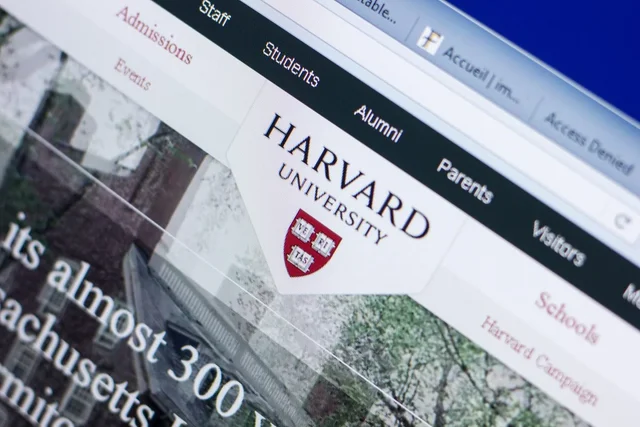 Accueil | im...
Access Denied
Staff
Students
Alumni
Parents
Visitors
Admissions
Events
HARVARD
UNIVERSITY
VE RI
TAS
Schools
Harvard Campaign
its almost 300